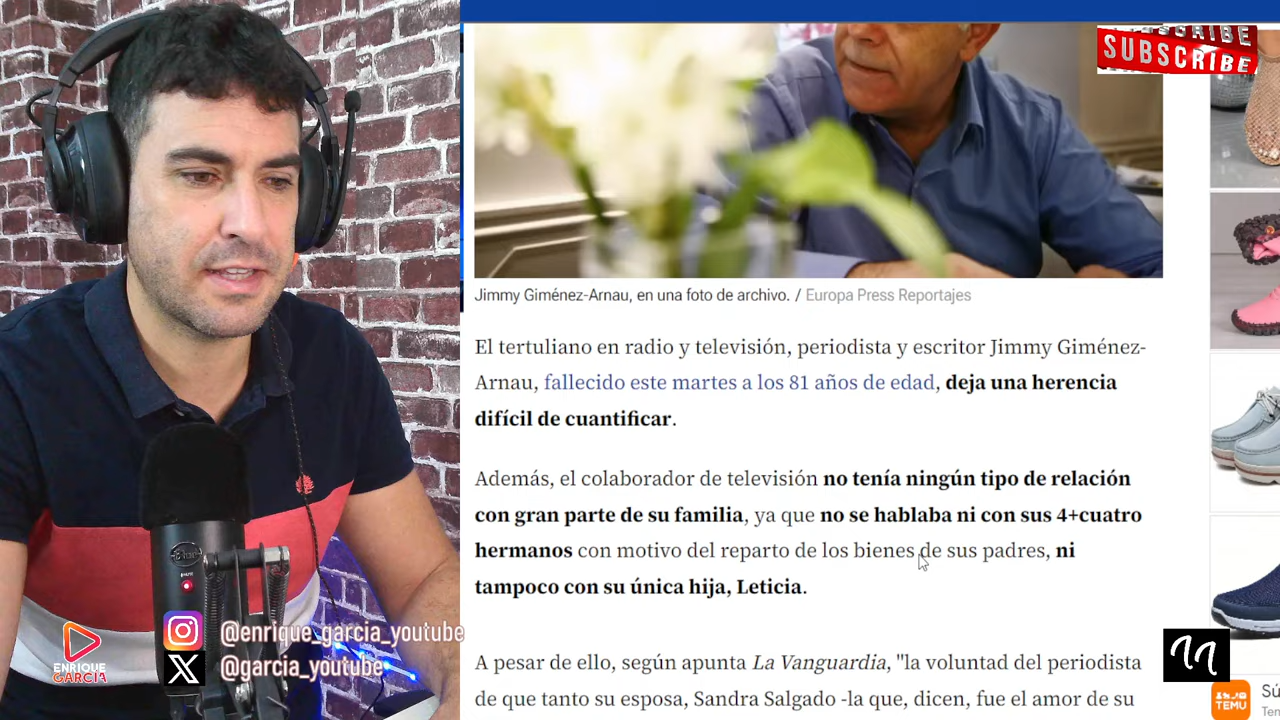 SUBSCRIBE
SUBSCRIBE
Jimmy Giménez-Arnau, en una foto de archivo. / Europa Press Reportajes
El tertuliano en radio y televisión, periodista y escritor Jimmy Giménez-
Arnau, fallecido este martes a los 81 años de edad, deja una herencia
difícil de cuantificar.
Además, el colaborador de televisión no tenía ningún tipo de relación
con gran parte de su familia, ya que no se hablaba ni con sus 4+cuatro
hermanos con motivo del reparto de los bienes de sus padres, ni
tampoco con su única hija, Leticia.
A pesar de ello, según apunta La Vanguardia, "la voluntad del periodista
de que tanto su esposa, Sandra Salgado -la que, dicen, fue el amor de su
@enrique_garcia_youtube
@garcia_youtube
ENRIQUE
GARCIA
blue
TEMU
Sú
Tem